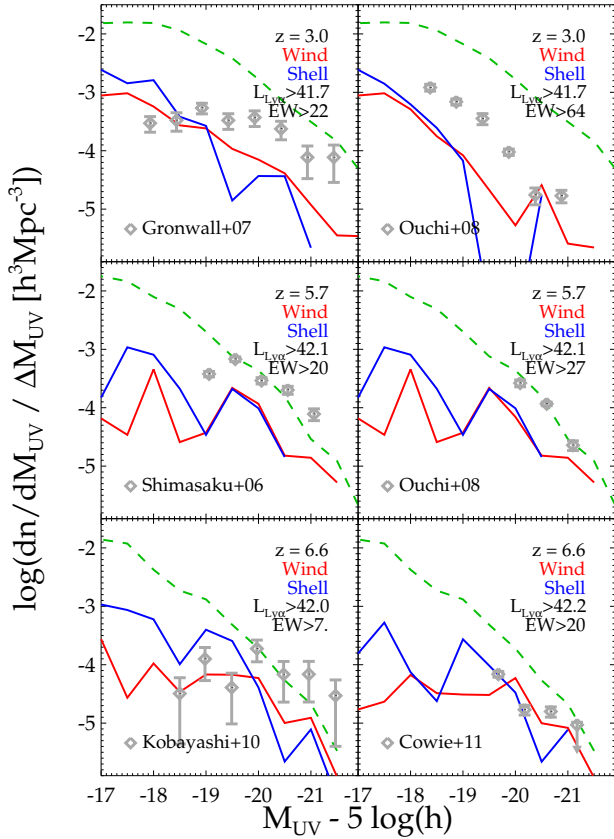 log(dn/dM_UV / ΔM_UV [h³Mpc⁻³])
-2
-3
-4
-5
z = 3.0
Wind
Shell
L_Lyα>41.7
EW>22
Gronwall+07
z = 3.0
Wind
Shell
L_Lyα>41.7
EW>64
Ouchi+08
-2
-3
-4
-5
z = 5.7
Wind
Shell
L_Lyα>42.1
EW>20
Shimasaku+06
z = 5.7
Wind
Shell
L_Lyα>42.1
EW>27
Ouchi+08
-2
-3
-4
-5
z = 6.6
Wind
Shell
L_Lyα>42.0
EW>7.
Kobayashi+10
z = 6.6
Wind
Shell
L_Lyα>42.2
EW>20
Cowie+11
-17 -18 -19 -20 -21 -17 -18 -19 -20 -21
M_UV - 5 log(h)